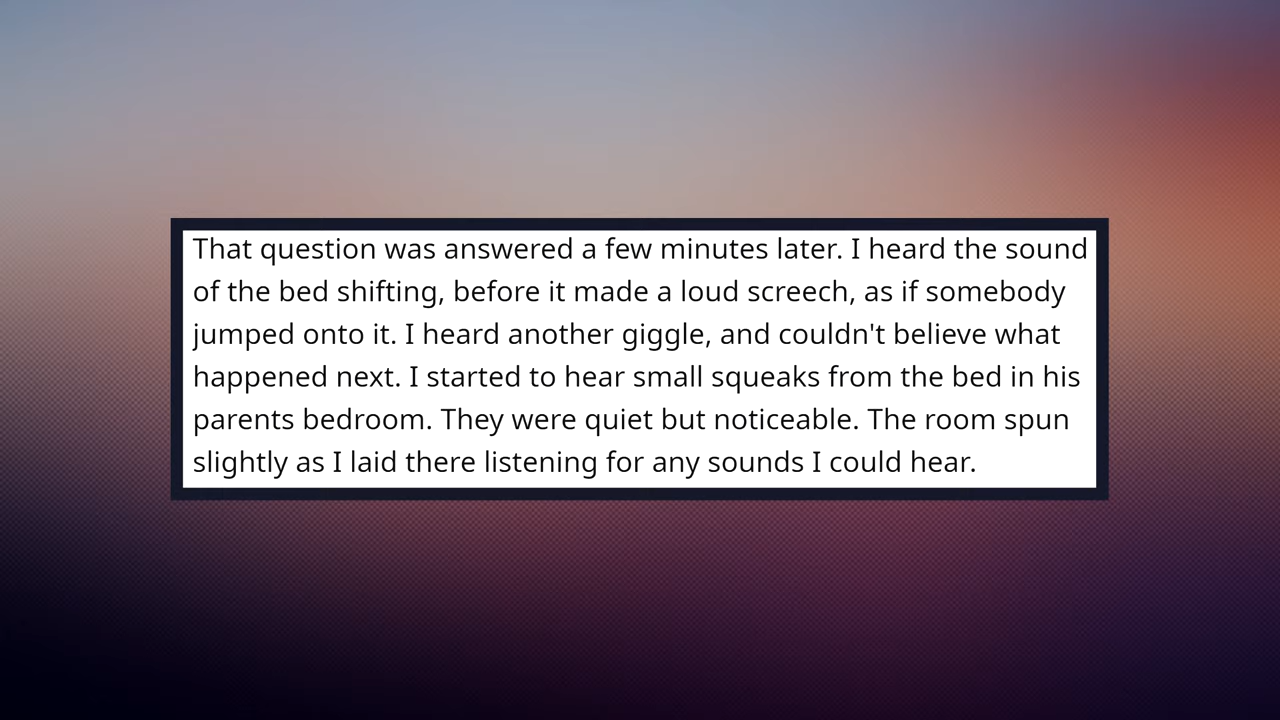 That question was answered a few minutes later. I heard the sound
of the bed shifting, before it made a loud screech, as if somebody
jumped onto it. I heard another giggle, and couldn't believe what
happened next. I started to hear small squeaks from the bed in his
parents bedroom. They were quiet but noticeable. The room spun
slightly as I laid there listening for any sounds I could hear.